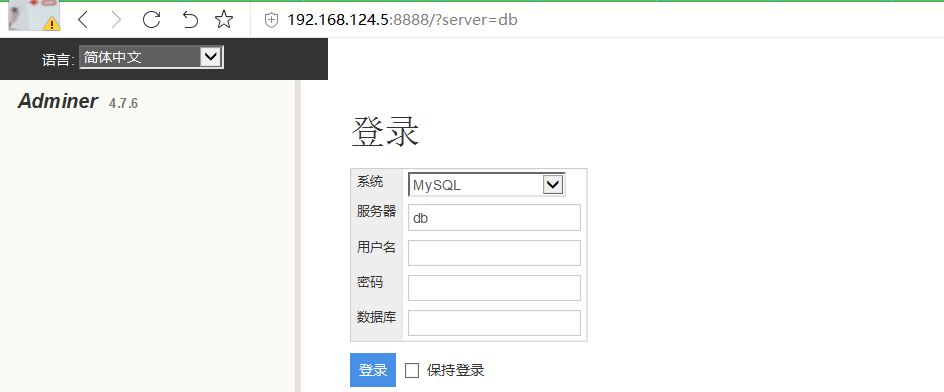 192.168.124.5:8888/?server=db
语言: 简体中文
Adminer 4.7.6
登录
系统 MySQL
服务器 db
用户名
密码
数据库
登录 保持登录